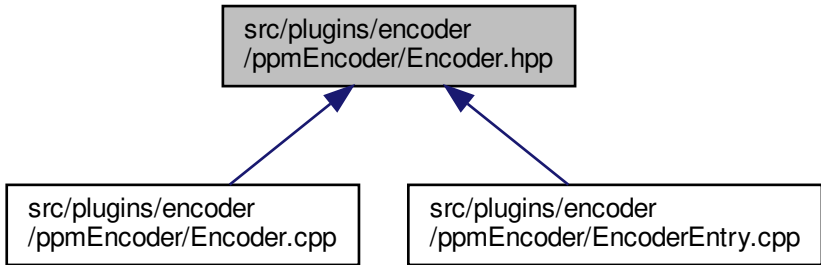 src/plugins/encoder
/ppmEncoder/Encoder.hpp
src/plugins/encoder
/ppmEncoder/Encoder.cpp
src/plugins/encoder
/ppmEncoder/EncoderEntry.cpp